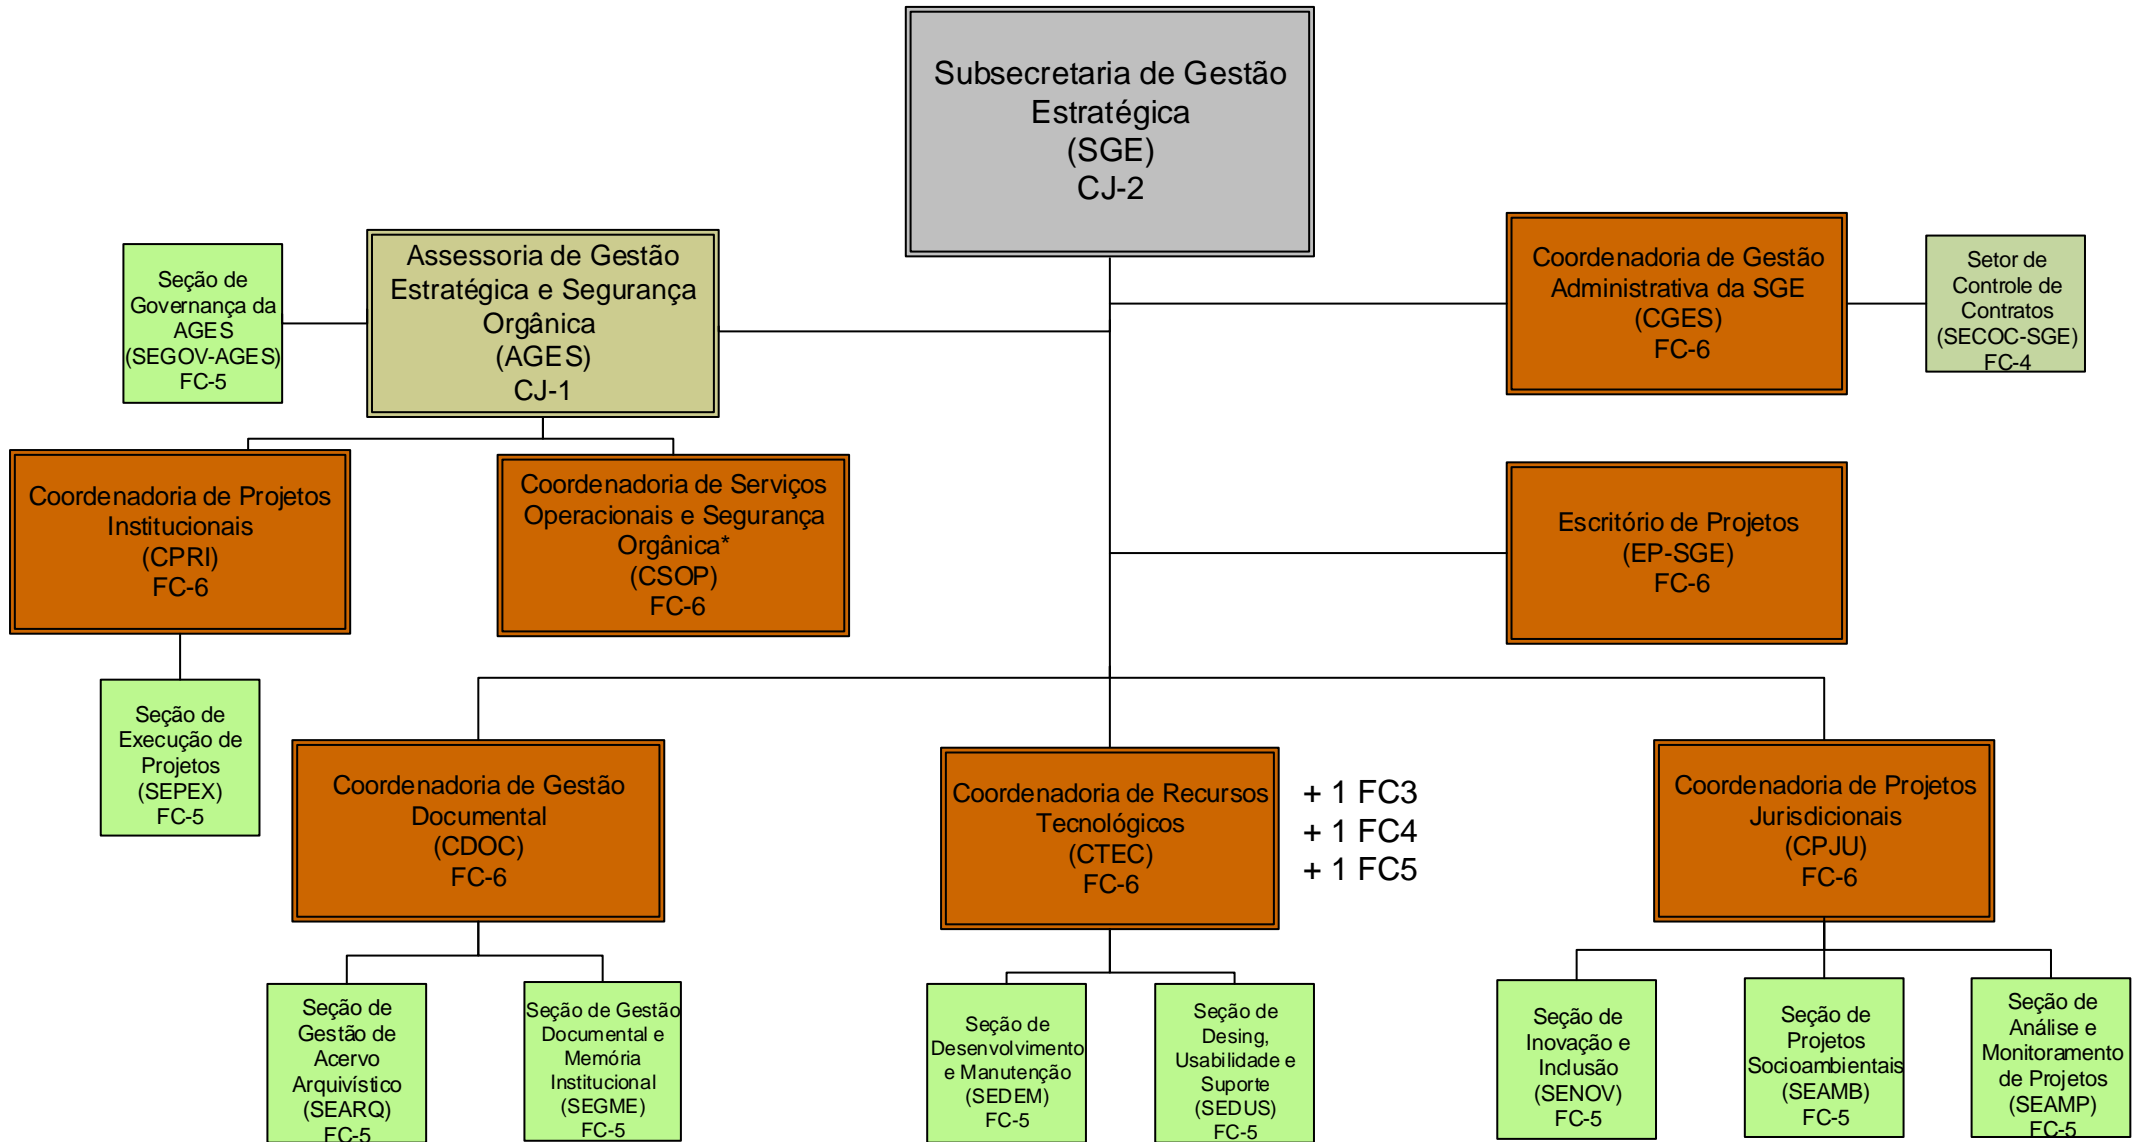 Subsecretaria de Gestão
Estratégica
(SGE)
CJ-2
Seção de
Governança da
AGES
(SEGOV-AGES)
FC-5
Assessoria de Gestão
Estratégica e Segurança
Orgânica
(AGES)
CJ-1
Coordenadoria de Gestão
Administrativa da SGE
(CGES)
FC-6
Setor de
Controle de
Contratos
(SECOC-SGE)
FC-4
Coordenadoria de Projetos
Institucionais
(CPRI)
FC-6
Coordenadoria de Serviços
Operacionais e Segurança
Orgânica*
(CSOP)
FC-6
Escritório de Projetos
(EP-SGE)
FC-6
Seção de
Execução de
Projetos
(SEPEX)
FC-5
Coordenadoria de Gestão
Documental
(CDOC)
FC-6
Coordenadoria de Recursos
Tecnológicos
(CTEC)
FC-6
+ 1 FC3
+ 1 FC4
+ 1 FC5
Coordenadoria de Projetos
Jurisdicionais
(CPJU)
FC-6
Seção de
Gestão de
Acervo
Arquivístico
(SEARQ)
FC-5
Seção de Gestão
Documental e
Memória
Institucional
(SEGME)
FC-5
Seção de
Desenvolvimento
e Manutenção
(SEDEM)
FC-5
Seção de
Desing,
Usabilidade e
Suporte
(SEDUS)
FC-5
Seção de
Inovação e
Inclusão
(SENOV)
FC-5
Seção de
Projetos
Socioambientais
(SEAMB)
FC-5
Seção de
Análise e
Monitoramento
de Projetos
(SEAMP)
FC-5